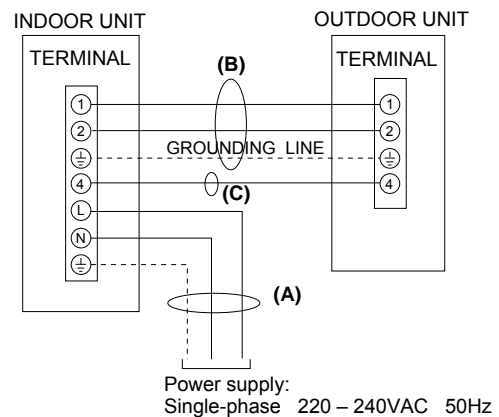 INDOOR UNIT
OUTDOOR UNIT
TERMINAL
TERMINAL
(B)
1
1
2
2
GROUNDING LINE
4
4
(C)
L
N
(A)
Power supply:
Single-phase 220 – 240VAC 50Hz